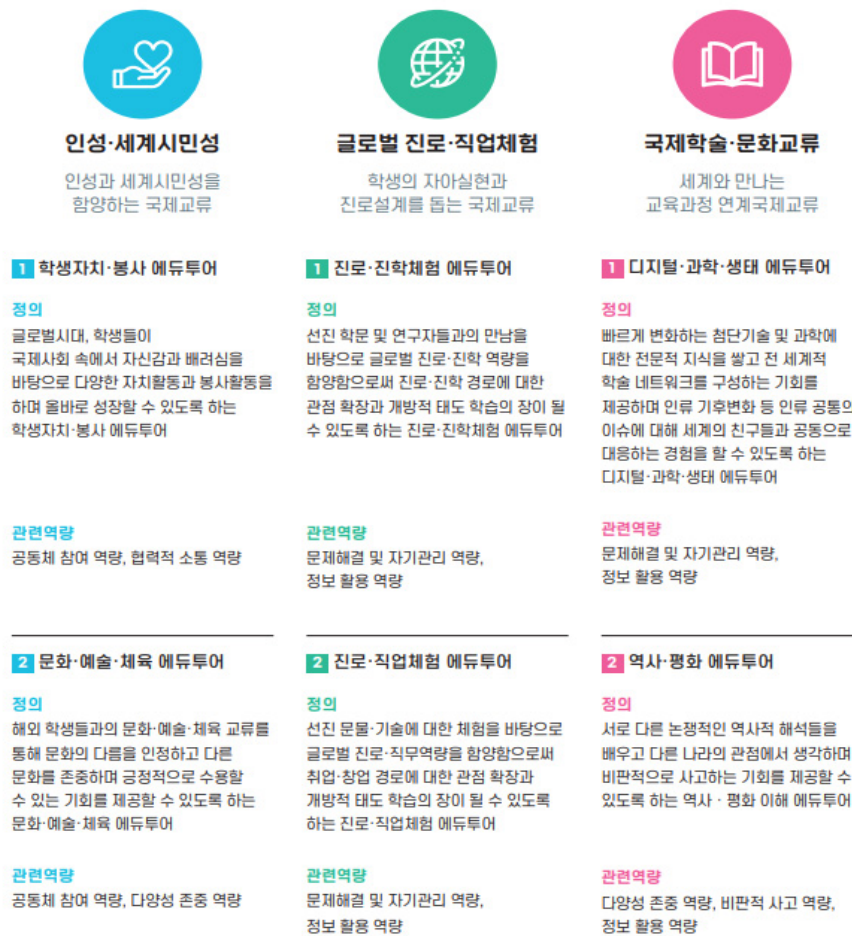 인성·세계시민성
인성과 세계시민성을
함양하는 국제교류
1 학생자치·봉사 에듀투어
정의
글로벌시대, 학생들이
국제사회 속에서 자신감과 배려심을
바탕으로 다양한 자치활동과 봉사활동을
하며 올바로 성장할 수 있도록 하는
학생자치·봉사 에듀투어
관련역량
공동체 참여 역량, 협력적 소통 역량
2 문화·예술·체육 에듀투어
정의
해외 학생들과의 문화·예술·체육 교류를
통해 문화의 다름을 인정하고 다른
문화를 존중하며 긍정적으로 수용할
수 있는 기회를 제공할 수 있도록 하는
문화·예술·체육 에듀투어
관련역량
공동체 참여 역량, 다양성 존중 역량
글로벌 진로·직업체험
학생의 자아실현과
진로설계를 돕는 국제교류
1 진로·진학체험 에듀투어
정의
선진 학문 및 연구자들과의 만남을
바탕으로 글로벌 진로·진학 역량을
함양함으로써 진로·진학 경로에 대한
관점 확장과 개방적 태도 학습의 장이 될
수 있도록 하는 진로·진학체험 에듀투어
관련역량
문제해결 및 자기관리 역량,
정보 활용 역량
2 진로·직업체험 에듀투어
정의
선진 문물·기술에 대한 체험을 바탕으로
글로벌 진로·직무역량을 함양함으로써
취업·창업 경로에 대한 관점 확장과
개방적 태도 학습의 장이 될 수 있도록
하는 진로·직업체험 에듀투어
관련역량
문제해결 및 자기관리 역량,
정보 활용 역량
국제학술·문화교류
세계와 만나는
교육과정 연계국제교류
1 디지털·과학·생태 에듀투어
정의
빠르게 변화하는 첨단기술 및 과학에
대한 전문적 지식을 쌓고 전 세계적
학술 네트워크를 구성하는 기회를
제공하며 인류 기후변화 등 인류 공통의
이슈에 대해 세계의 친구들과 공동으로
대응하는 경험을 할 수 있도록 하는
디지털·과학·생태 에듀투어
관련역량
문제해결 및 자기관리 역량,
정보 활용 역량
2 역사·평화 에듀투어
정의
서로 다른 논쟁적인 역사적 해석들을
배우고 다른 나라의 관점에서 생각하며
비판적으로 사고하는 기회를 제공할 수
있도록 하는 역사 · 평화 이해 에듀투어
관련역량
다양성 존중 역량, 비판적 사고 역량,
정보 활용 역량